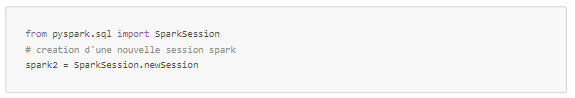 from pyspark.sql import SparkSession
# creation d'une nouvelle session spark
spark2 = SparkSession.newSession